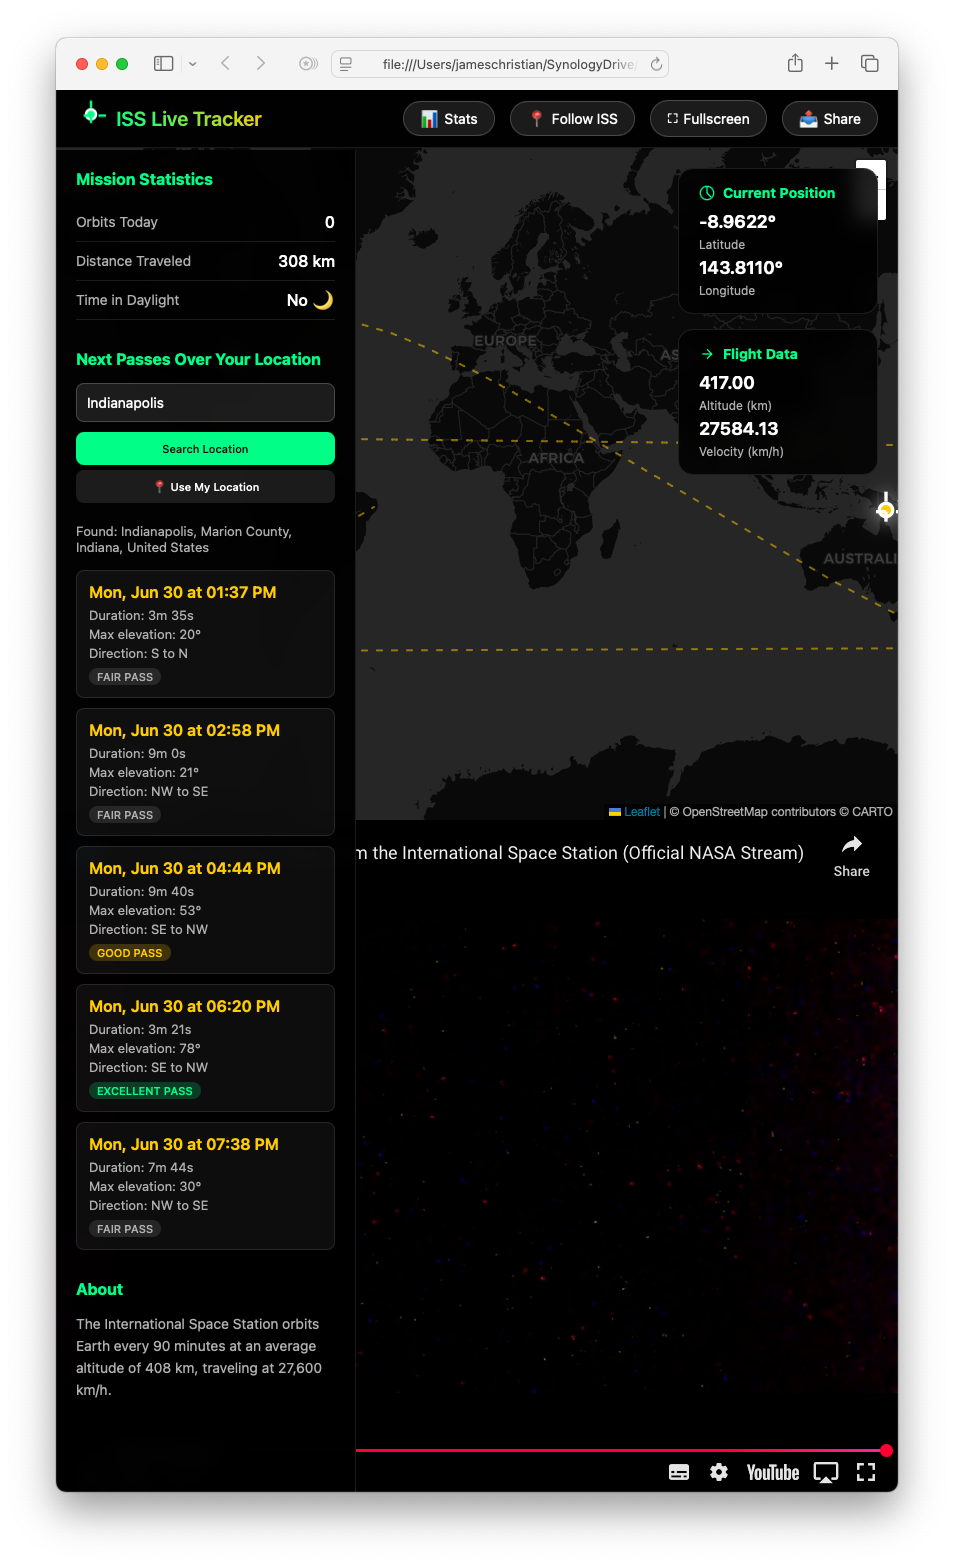 file:///Users/jameschristian/SynologyDrive/
ISS Live Tracker
Stats
Follow ISS
Fullscreen
Share
Mission Statistics
Orbits Today 0
Distance Traveled 308 km
Time in Daylight No
Next Passes Over Your Location
Indianapolis
Search Location
Use My Location
Found: Indianapolis, Marion County,
Indiana, United States
Mon, Jun 30 at 01:37 PM
Duration: 3m 35s
Max elevation: 20°
Direction: S to N
FAIR PASS
Mon, Jun 30 at 02:58 PM
Duration: 9m 0s
Max elevation: 21°
Direction: NW to SE
FAIR PASS
Mon, Jun 30 at 04:44 PM
Duration: 9m 40s
Max elevation: 53°
Direction: SE to NW
GOOD PASS
Mon, Jun 30 at 06:20 PM
Duration: 3m 21s
Max elevation: 78°
Direction: SE to NW
EXCELLENT PASS
Mon, Jun 30 at 07:38 PM
Duration: 7m 44s
Max elevation: 30°
Direction: NW to SE
FAIR PASS
About
The International Space Station orbits
Earth every 90 minutes at an average
altitude of 408 km, traveling at 27,600
km/h.
EUROPE
AS
AFRICA
AUSTRALI
Current Position
-8.9622°
Latitude
143.8110°
Longitude
Flight Data
417.00
Altitude (km)
27584.13
Velocity (km/h)
Leaflet | © OpenStreetMap contributors © CARTO
m the International Space Station (Official NASA Stream)
Share
YouTube